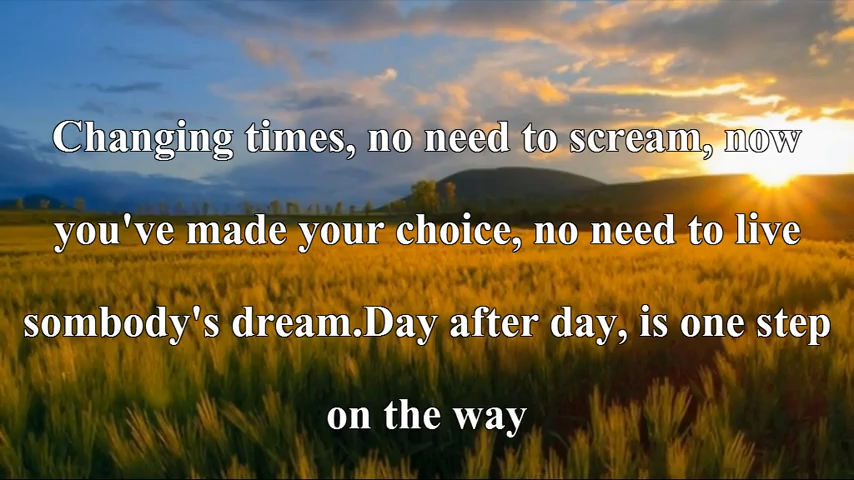 Changing times, no need to scream, now
you've made your choice, no need to live
sombody's dream.Day after day, is one step
on the way